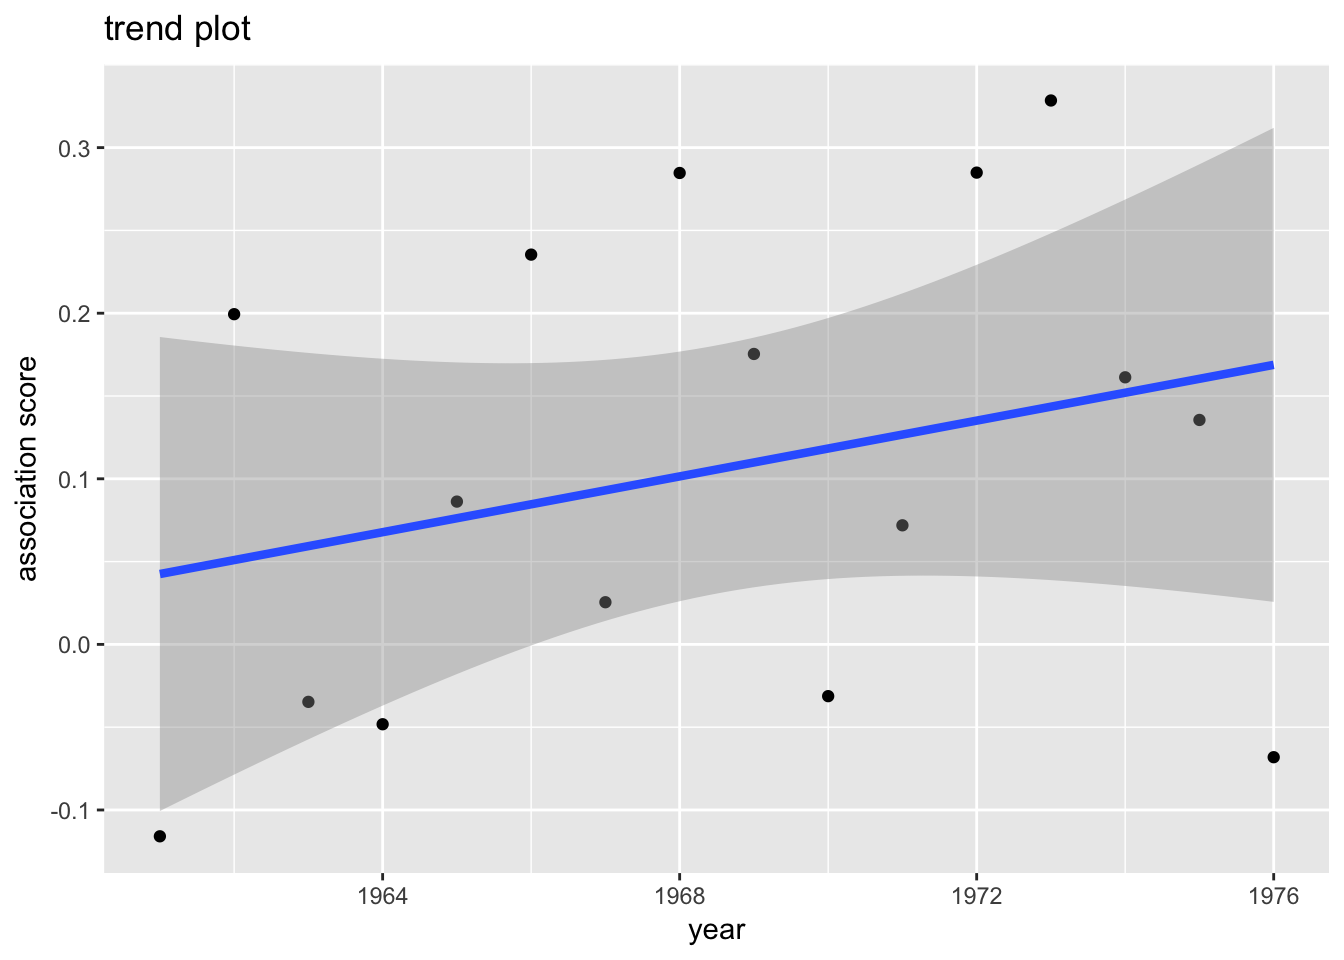 trend plot
0.3
0.2
0.1
0.0
-0.1
association score
1964 1968 1972 1976
year